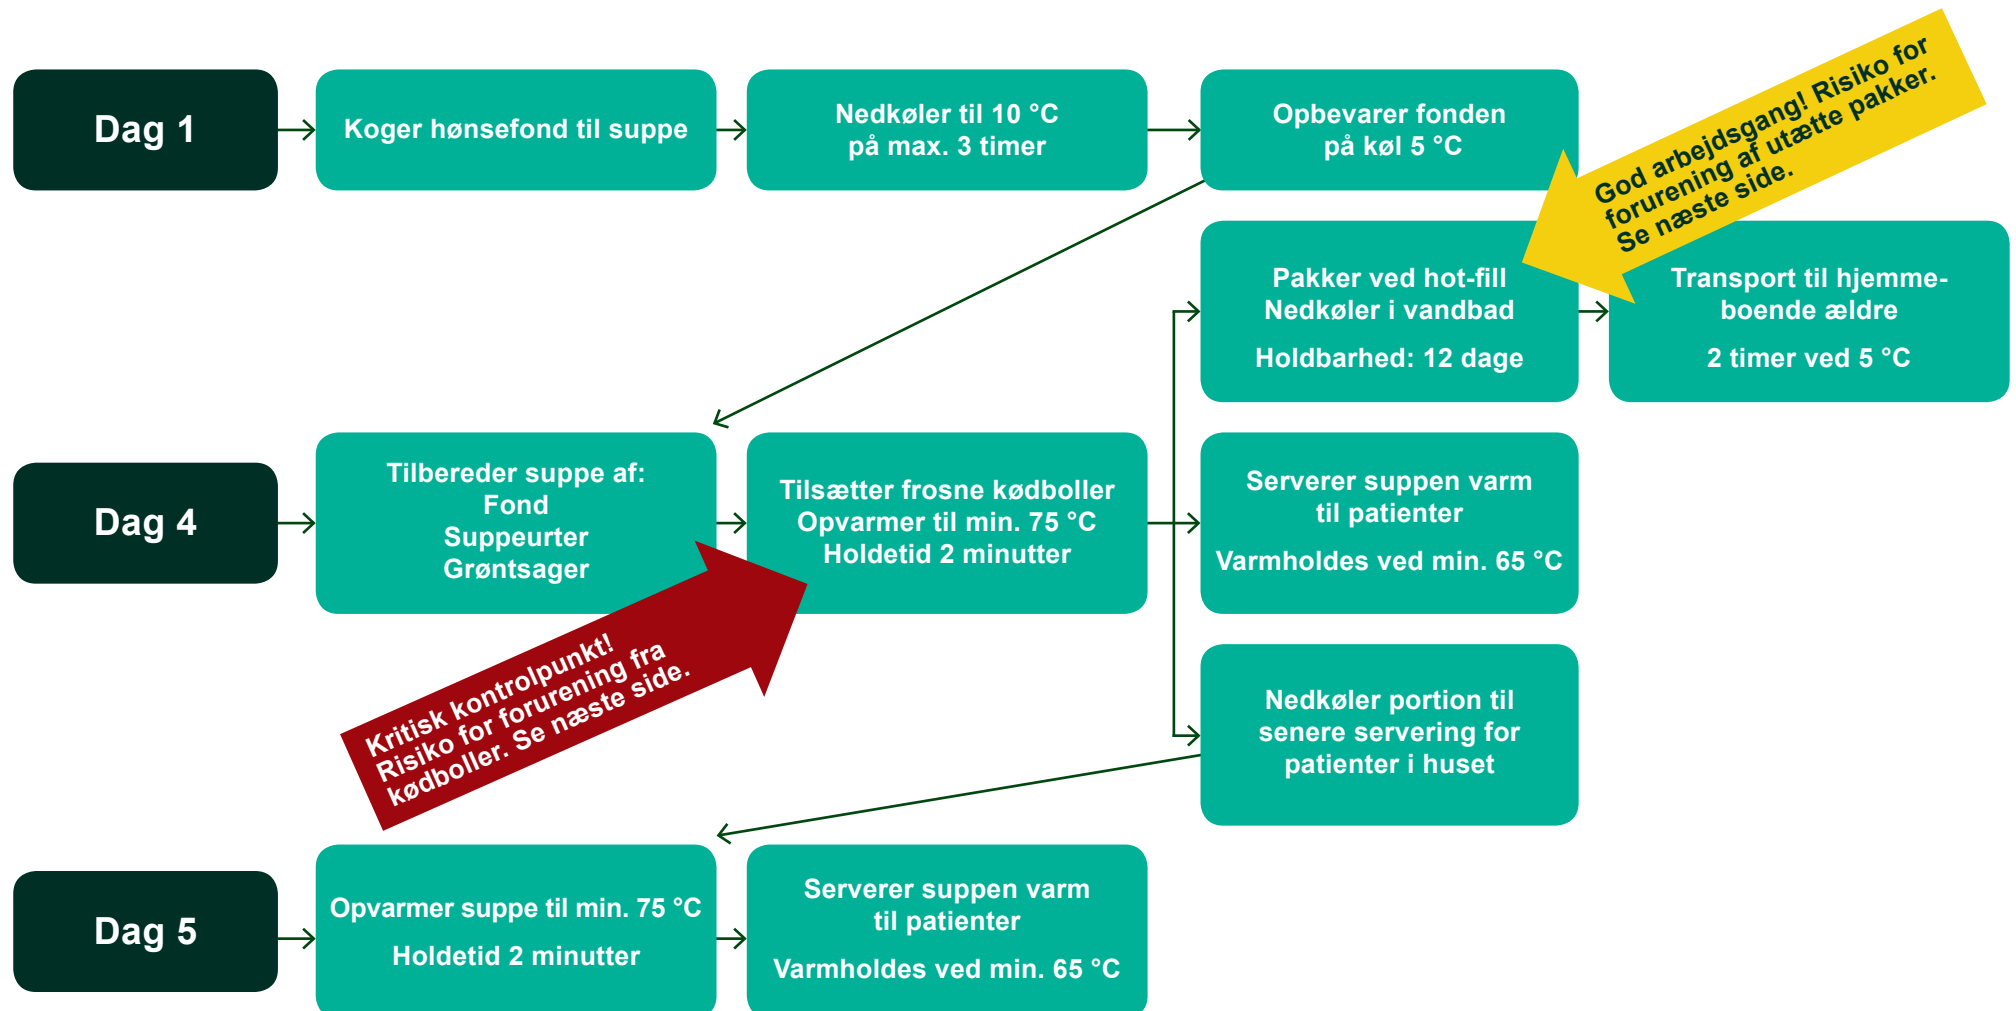 Dag 1
Koger hønsefond til suppe
Nedkøler til 10 °C
på max. 3 timer
Opbevarer fonden
på køl 5 °C
God arbejdsgang! Risiko for
forurening af utætte pakker.
Se næste side.
Pakker ved hot-fill
Nedkøler i vandbad
Holdbarhed: 12 dage
Transport til hjemme-
boende ældre
2 timer ved 5 °C
Dag 4
Tilbereder suppe af:
Fond
Suppeurter
Grøntsager
Tilsætter frosne kødboller
Opvarmer til min. 75 °C
Holdetid 2 minutter
Serverer suppen varm
til patienter
Varmholdes ved min. 65 °C
Kritisk kontrolpunkt!
Risiko for forurening fra
kødboller. Se næste side.
Nedkøler portion til
senere servering for
patienter i huset
Dag 5
Opvarmer suppe til min. 75 °C
Holdetid 2 minutter
Serverer suppen varm
til patienter
Varmholdes ved min. 65 °C